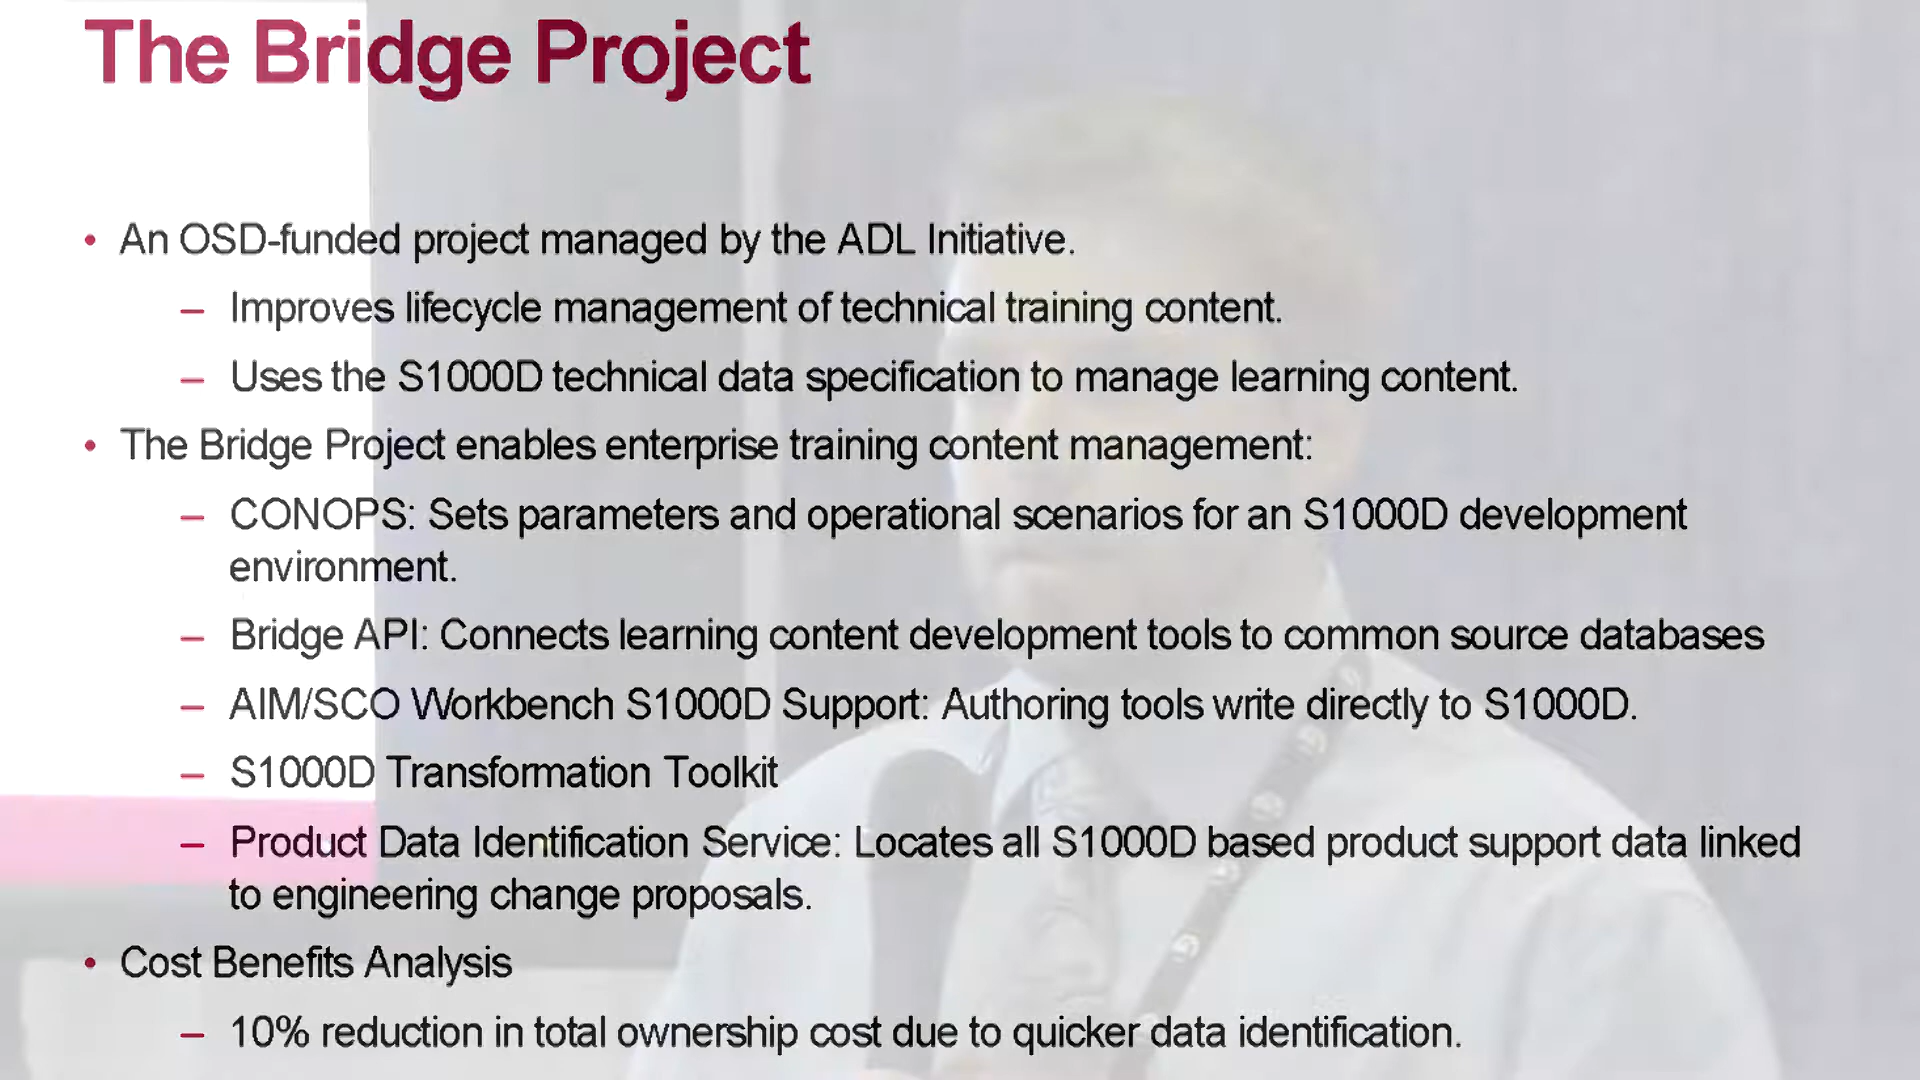 The Bridge Project
• An OSD-funded project managed by the ADL Initiative.
– Improves lifecycle management of technical training content.
– Uses the S1000D technical data specification to manage learning content.
• The Bridge Project enables enterprise training content management:
– CONOPS: Sets parameters and operational scenarios for an S1000D development
environment.
– Bridge API: Connects learning content development tools to common source databases
– AIM/SCO Workbench S1000D Support: Authoring tools write directly to S1000D.
– S1000D Transformation Toolkit
– Product Data Identification Service: Locates all S1000D based product support data linked
to engineering change proposals.
• Cost Benefits Analysis
– 10% reduction in total ownership cost due to quicker data identification.